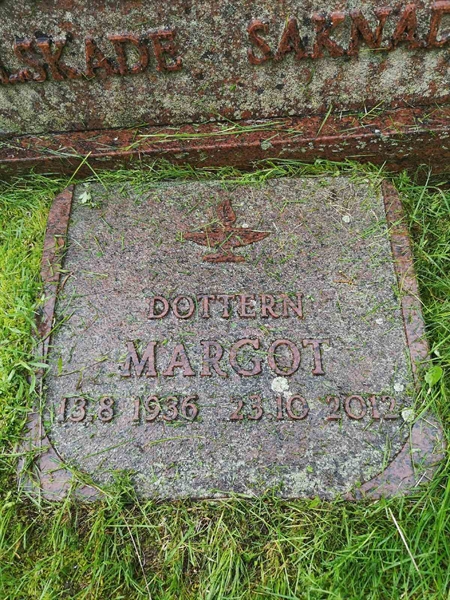 ÄLSKADE SAKNAD
DOTTERN
MARGOT
13.8 1936 23.10 2012